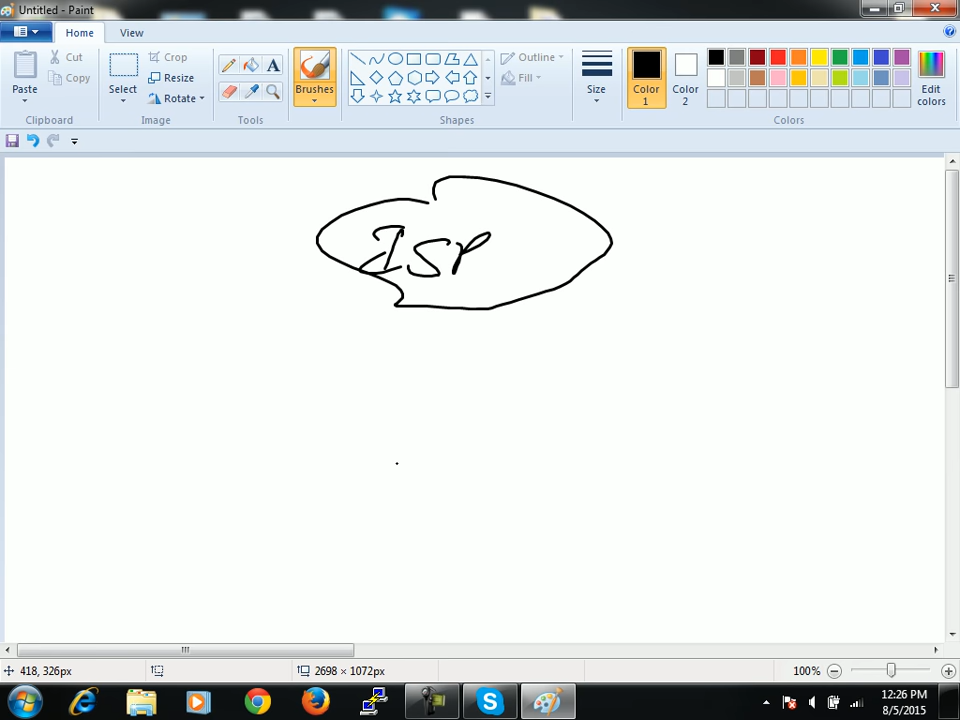 Untitled - Paint
Home
View
Paste
Cut
Copy
Clipboard
Select
Crop
Resize
Rotate
Image
Tools
Brushes
Shapes
Outline
Fill
Size
Color 1
Color 2
Edit colors
Colors
ISP
418, 326px
2698 × 1072px
100%
12:26 PM
8/5/2015